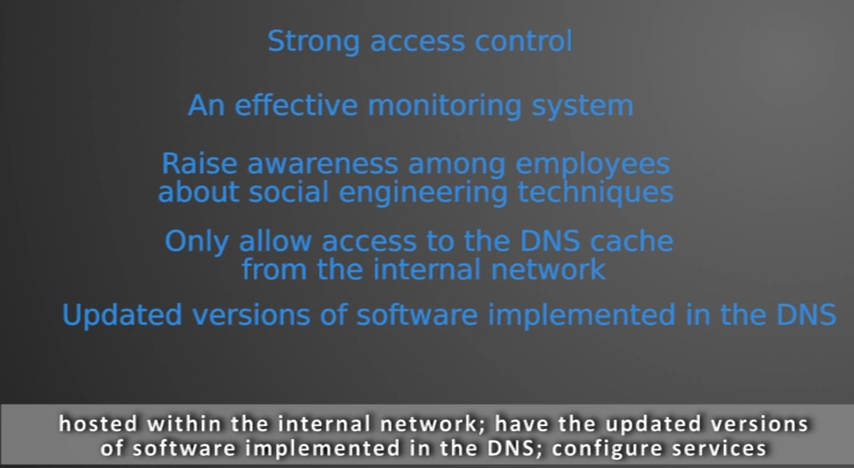 Strong access control
An effective monitoring system
Raise awareness among employees
about social engineering techniques
Only allow access to the DNS cache
from the internal network
Updated versions of software implemented in the DNS
hosted within the internal network; have the updated versions
of software implemented in the DNS; configure services